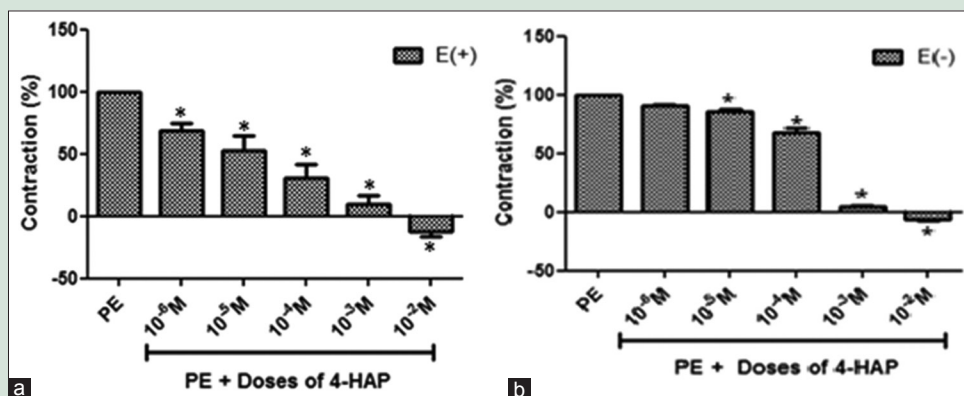 150
100
50
0
-50
Contraction (%)
E(+)
*
*
*
*
*
PE
10⁻⁶M
10⁻⁵M
10⁻⁴M
10⁻³M
10⁻²M
PE + Doses of 4-HAP
a
150
100
50
0
-50
Contraction (%)
E(-)
*
*
*
*
PE
10⁻⁶M
10⁻⁵M
10⁻⁴M
10⁻³M
10⁻²M
PE + Doses of 4-HAP
b